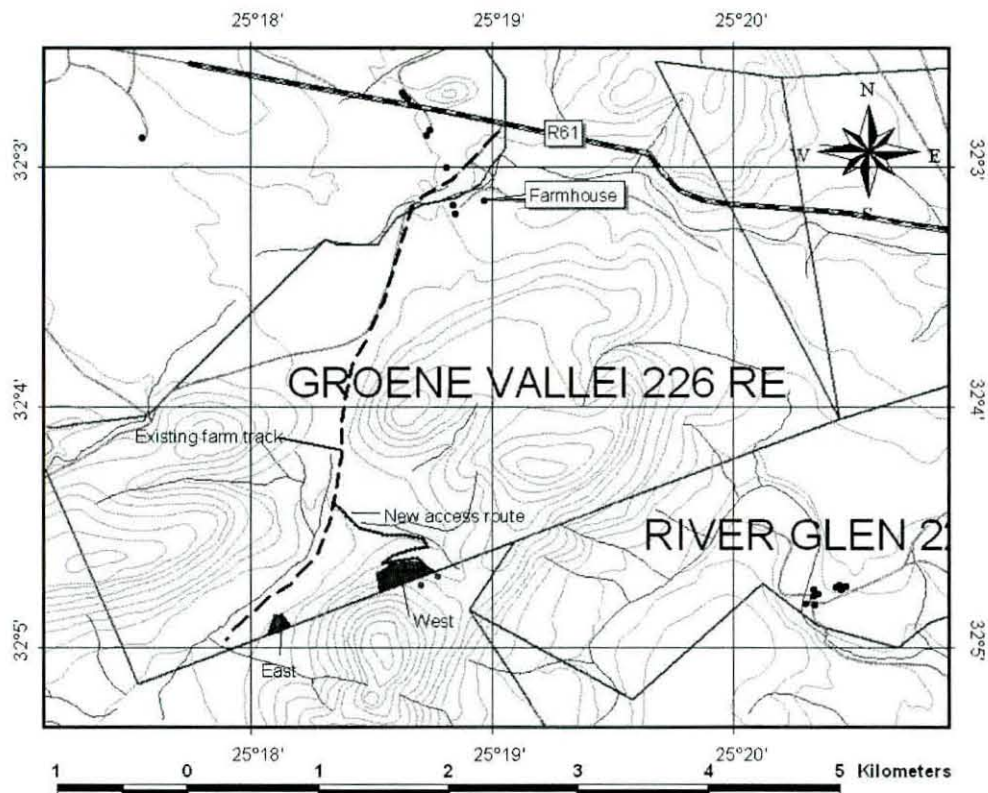 25°18' 25°19' 25°20'
N
R61
W E
32°3' 32°3'
S
Farmhouse
GROENE VALLEI 226 RE
32°4' 32°4'
Existing farm track
New access route
RIVER GLEN 22
West
32°5' 32°5'
East
25°18' 25°19' 25°20'
1 0 1 2 3 4 5 Kilometers